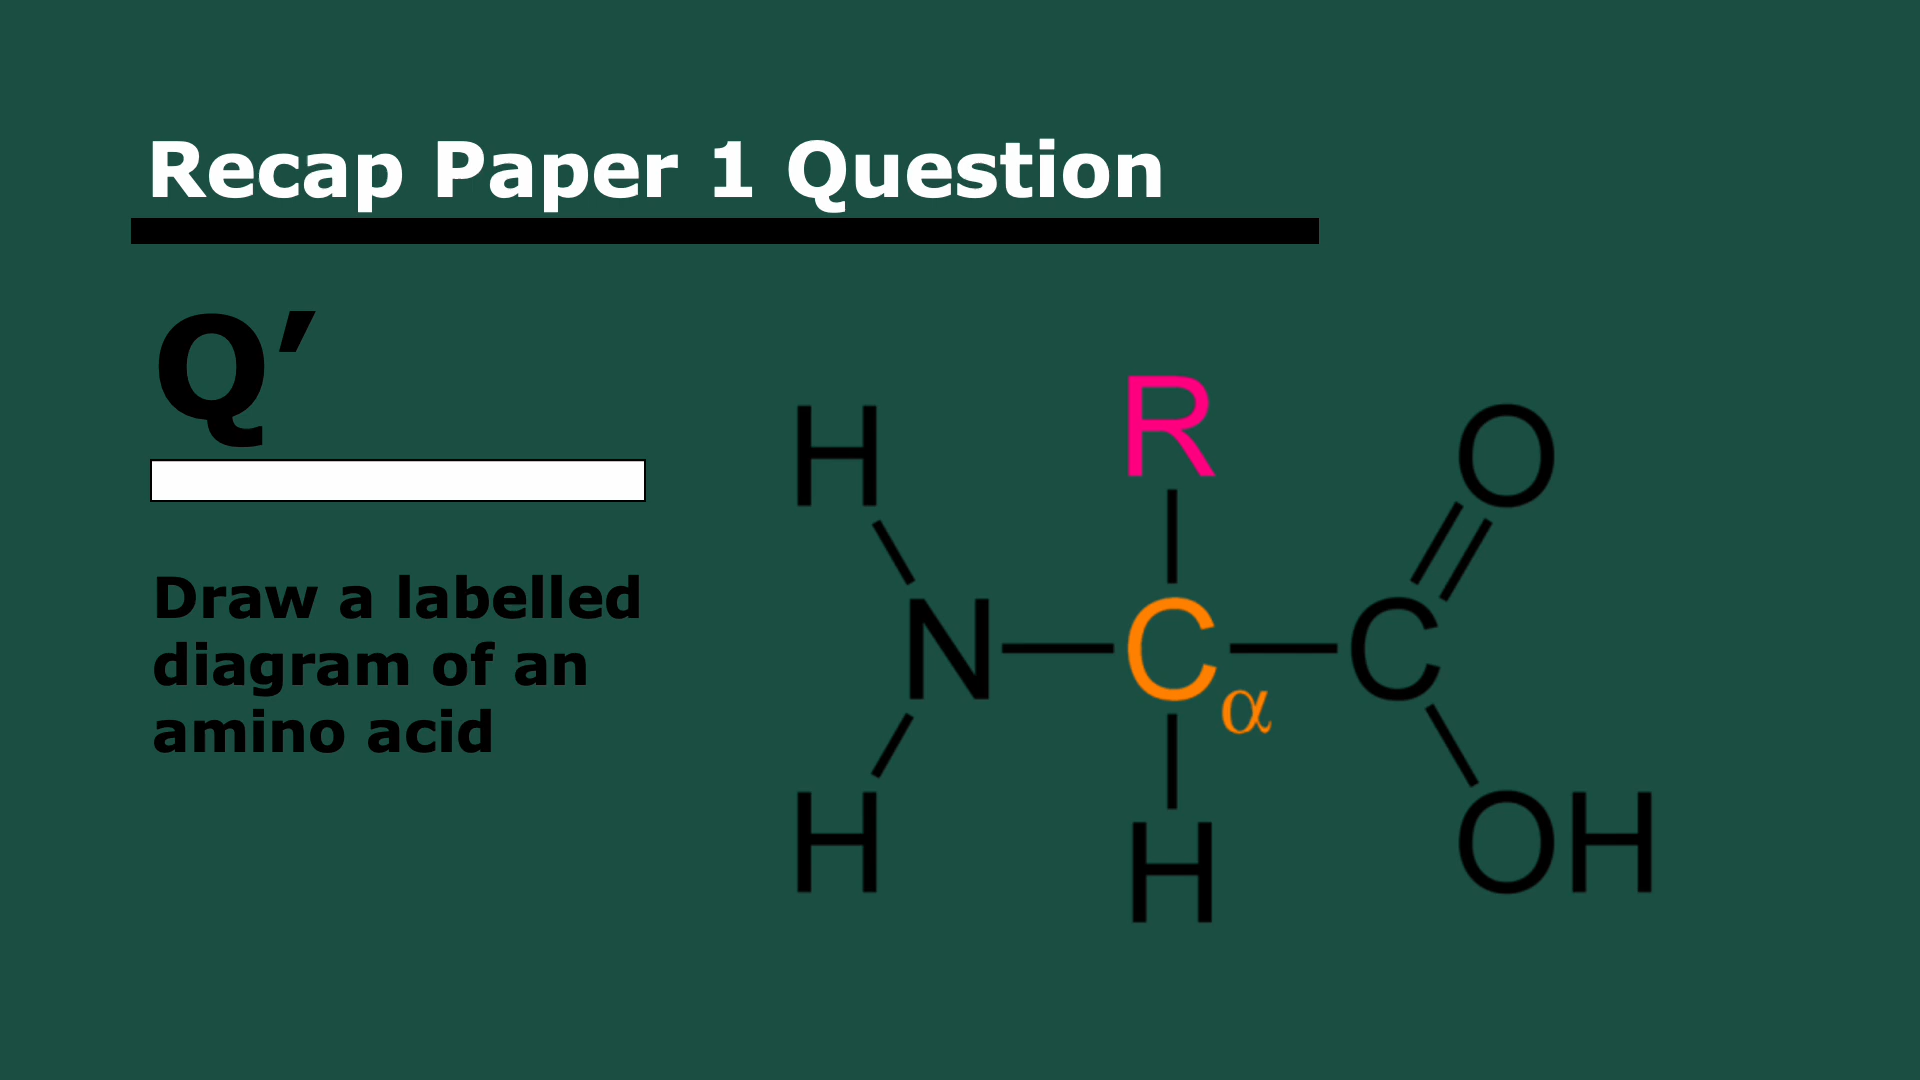 Recap Paper 1 Question
Q’
Draw a labelled
diagram of an
amino acid
R
H
O
N
C
α
C
H
H
OH